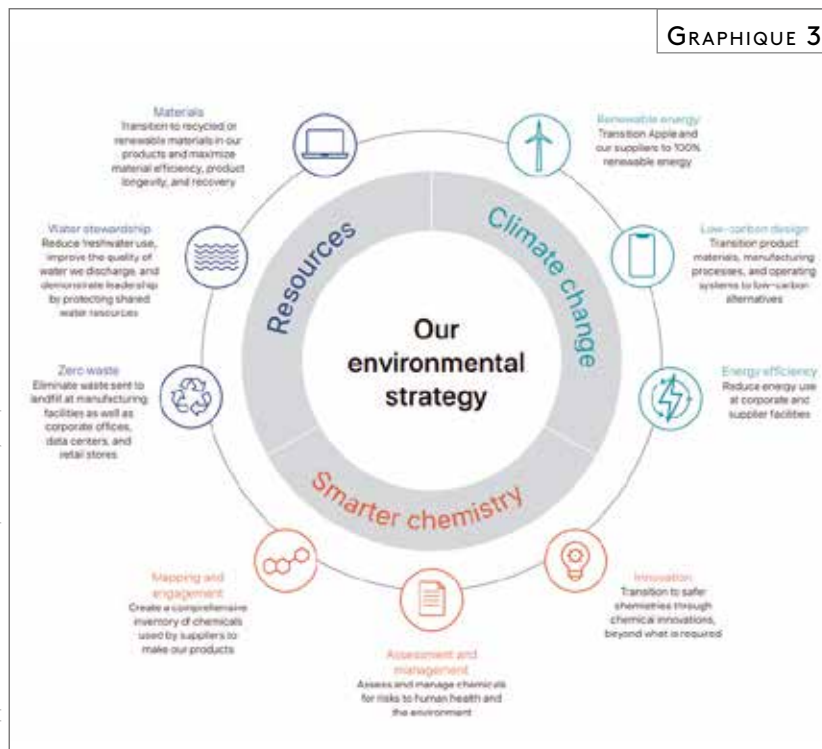 GRAPHIQUE 3
Materials
Transition to recycled or
renewable materials in our
products and maximize
material efficiency, product
longevity, and recovery
Renewable energy
Transition Apple and
our suppliers to 100%
renewable energy
Water stewardship
Reduce freshwater use,
improve the quality of
water we discharge, and
demonstrate leadership
by protecting shared
water resources
Resources
Climate change
Low-carbon design
Transition product
materials, manufacturing
processes, and operating
systems to low-carbon
alternatives
Our
environmental
strategy
Zero waste
Eliminate waste sent to
landfill at manufacturing
facilities as well as
corporate offices,
data centers, and
retail stores
Energy efficiency
Reduce energy use
at corporate and
supplier facilities
Smarter chemistry
Mapping and
engagement
Create a comprehensive
inventory of chemicals
used by suppliers to
make our products
Assessment and
management
Assess and manage chemicals
for risks to human health and
the environment
Innovation
Transition to safer
chemistries through
chemical innovations,
beyond what is required